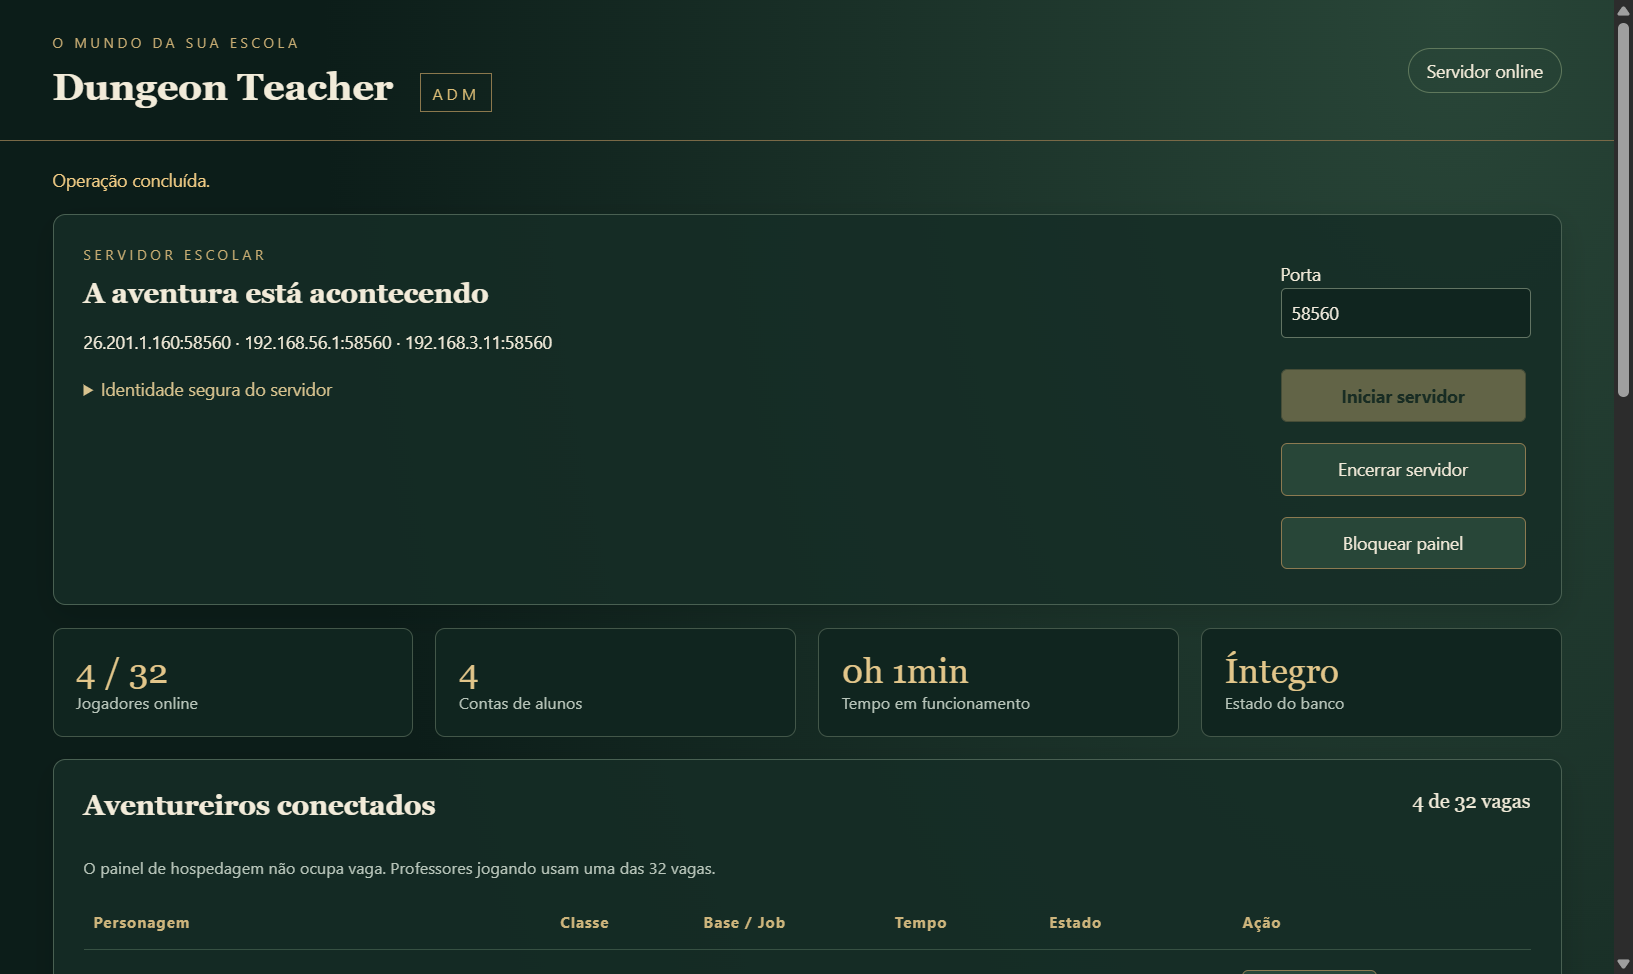 O MUNDO DA SUA ESCOLA
Dungeon Teacher
ADM
Servidor online
Operação concluída.
SERVIDOR ESCOLAR
A aventura está acontecendo
26.201.1.160:58560 · 192.168.56.1:58560 · 192.168.3.11:58560
▶ Identidade segura do servidor
Porta
58560
Iniciar servidor
Encerrar servidor
Bloquear painel
4 / 32
Jogadores online
4
Contas de alunos
0h 1min
Tempo em funcionamento
Íntegro
Estado do banco
Aventureiros conectados
4 de 32 vagas
O painel de hospedagem não ocupa vaga. Professores jogando usam uma das 32 vagas.
Personagem Classe Base / Job Tempo Estado Ação